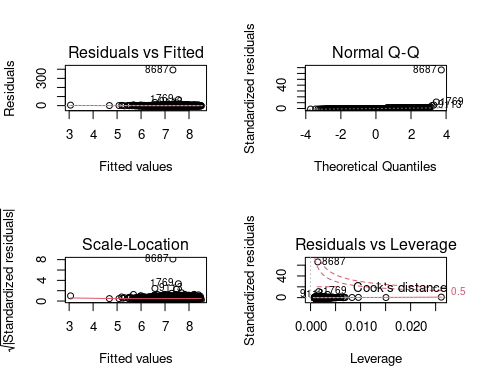 Residuals vs Fitted
Residuals
0
300
8687
1769
3
4
5
6
7
8
Fitted values
Normal Q-Q
Standardized residuals
0
40
8687
1769
-4
-2
0
2
4
Theoretical Quantiles
Scale-Location
√|Standardized residuals|
0
4
8
8687
1769
3
4
5
6
7
8
Fitted values
Residuals vs Leverage
Standardized residuals
0
40
8687
1769
Cook's distance
0.5
0.000
0.010
0.020
Leverage